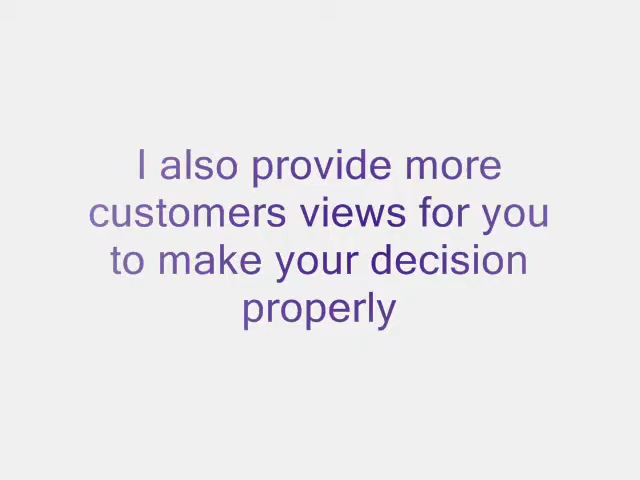 I also provide more
customers views for you
to make your decision
properly